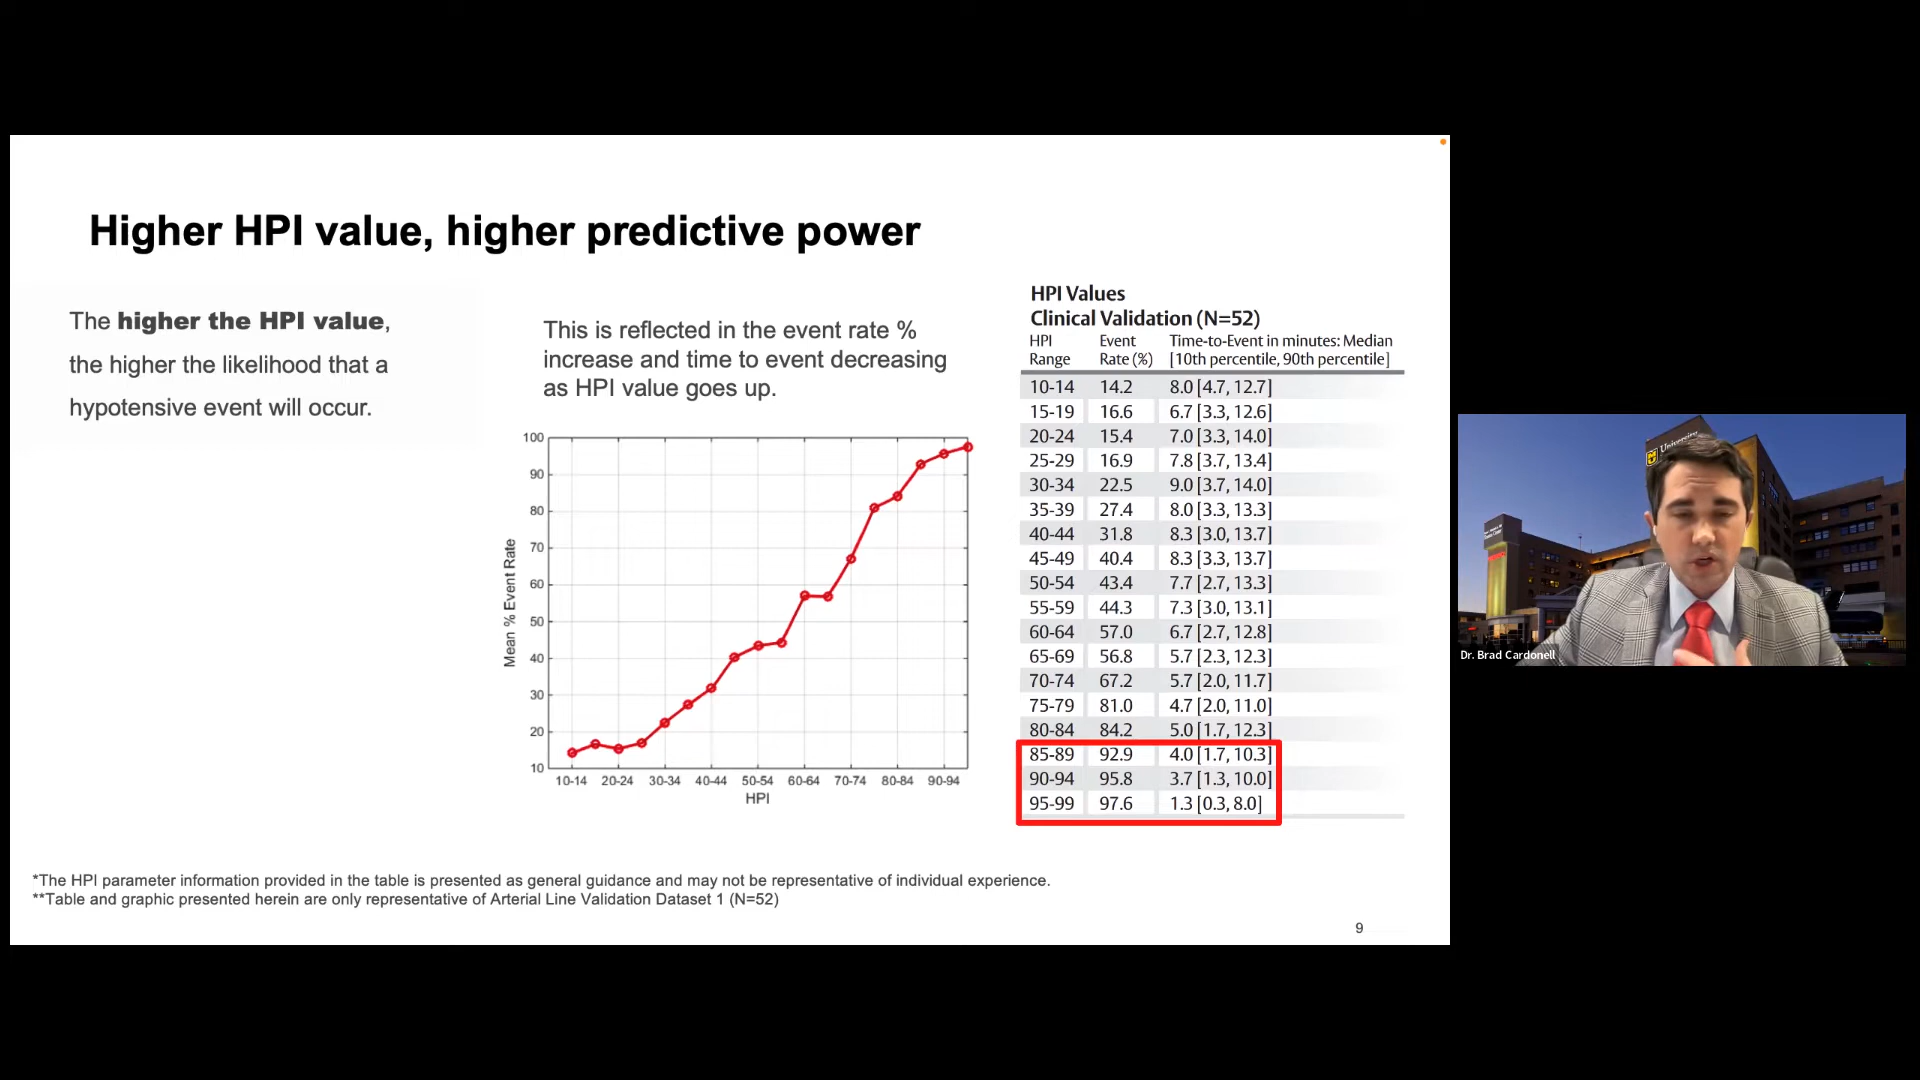 Higher HPI value, higher predictive power
The higher the HPI value,
the higher the likelihood that a
hypotensive event will occur.
This is reflected in the event rate %
increase and time to event decreasing
as HPI value goes up.
100
90
80
70
60
50
40
30
20
10
Mean % Event Rate
10-14 20-24 30-34 40-44 50-54 60-64 70-74 80-84 90-94
HPI
HPI Values
Clinical Validation (N=52)
HPI Event Time-to-Event in minutes: Median
Range Rate (%) [10th percentile, 90th percentile]
10-14 14.2 8.0 [4.7, 12.7]
15-19 16.6 6.7 [3.3, 12.6]
20-24 15.4 7.0 [3.3, 14.0]
25-29 16.9 7.8 [3.7, 13.4]
30-34 22.5 9.0 [3.7, 14.0]
35-39 27.4 8.0 [3.3, 13.3]
40-44 31.8 8.3 [3.0, 13.7]
45-49 40.4 8.3 [3.3, 13.7]
50-54 43.4 7.7 [2.7, 13.3]
55-59 44.3 7.3 [3.0, 13.1]
60-64 57.0 6.7 [2.7, 12.8]
65-69 56.8 5.7 [2.3, 12.3]
70-74 67.2 5.7 [2.0, 11.7]
75-79 81.0 4.7 [2.0, 11.0]
80-84 84.2 5.0 [1.7, 12.3]
85-89 92.9 4.0 [1.7, 10.3]
90-94 95.8 3.7 [1.3, 10.0]
95-99 97.6 1.3 [0.3, 8.0]
*The HPI parameter information provided in the table is presented as general guidance and may not be representative of individual experience.
**Table and graphic presented herein are only representative of Arterial Line Validation Dataset 1 (N=52)
9
Dr. Brad Cardonell